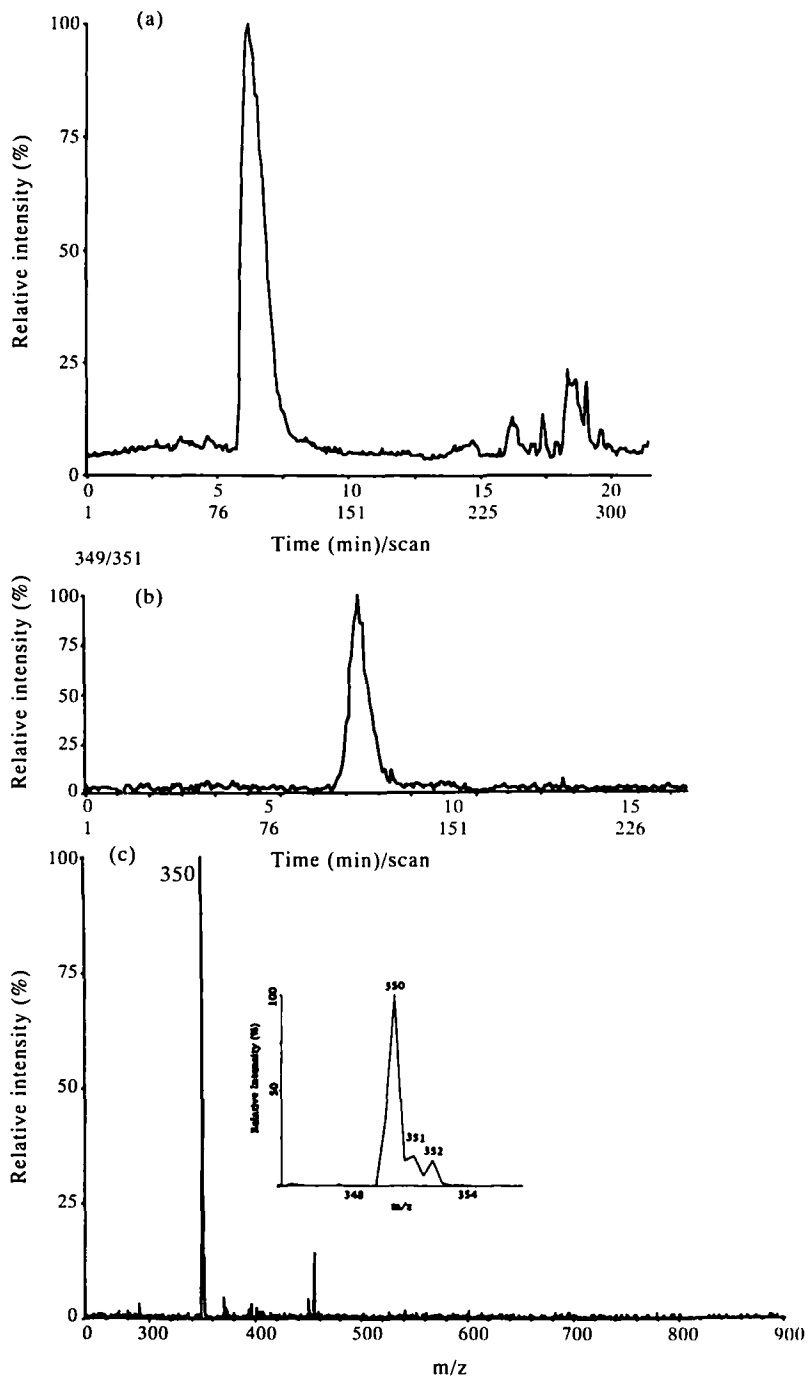 (a)
Relative intensity (%)
100
75
50
25
0
0 5 10 15 20
1 76 151 225 300
Time (min)/scan
349/351
(b)
Relative intensity (%)
100
75
50
25
0
0 5 10 15
1 76 151 226
Time (min)/scan
(c)
350
Relative intensity (%)
100
75
50
25
0
350
351
352
Relative Intensity (%)
100
50
348 354
m/z
0 300 400 500 600 700 800 900
m/z